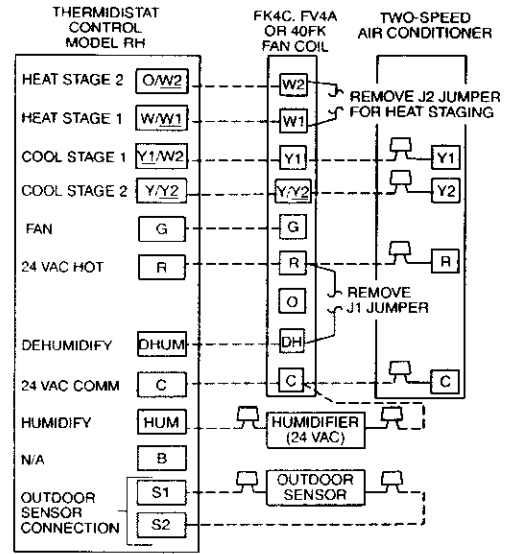 THERMIDISTAT
CONTROL
MODEL RH
FK4C, FV4A
OR 40FK
FAN COIL
TWO-SPEED
AIR CONDITIONER
HEAT STAGE 2 O/W2 W2
HEAT STAGE 1 W/W1 W1
REMOVE J2 JUMPER
FOR HEAT STAGING
COOL STAGE 1 Y1/W2 Y1 Y1
COOL STAGE 2 Y/Y2 Y/Y2 Y2
FAN G G
24 VAC HOT R R R
O
REMOVE
J1 JUMPER
DEHUMIDIFY DHUM DH
24 VAC COMM C C C
HUMIDIFY HUM HUMIDIFIER
(24 VAC)
N/A B
OUTDOOR
SENSOR
CONNECTION
S1
S2
OUTDOOR
SENSOR